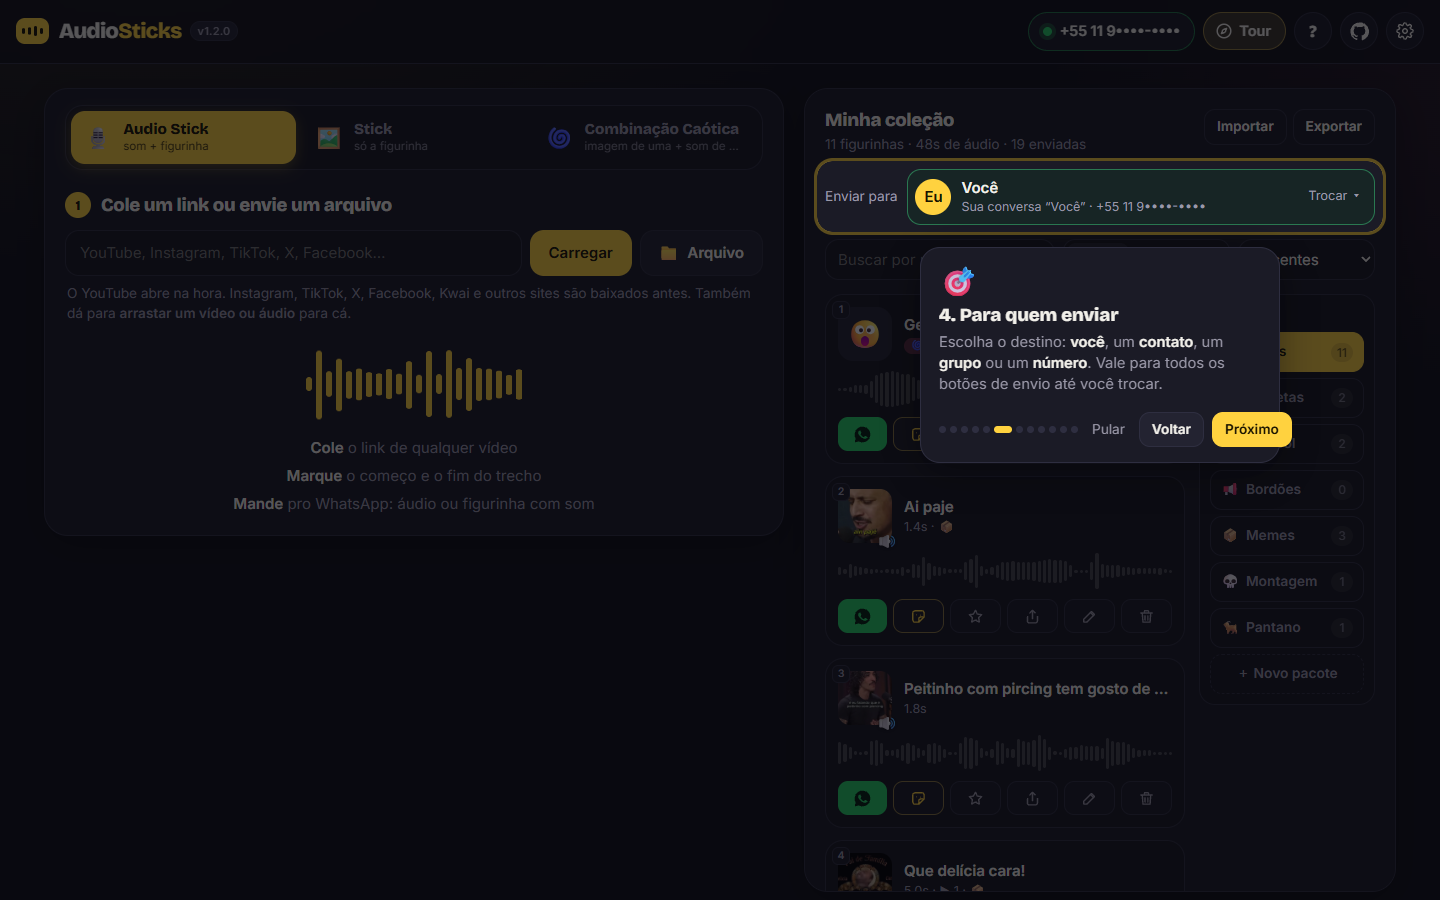 AudioSticks v1.2.0
+55 11 9••••-•••• Tour ?
Audio Stick
som + figurinha
Stick
só a figurinha
Combinação Caótica
imagem de uma + som de ...
1 Cole um link ou envie um arquivo
YouTube, Instagram, TikTok, X, Facebook...
Carregar
Arquivo
O YouTube abre na hora. Instagram, TikTok, X, Facebook, Kwai e outros sites são baixados antes. Também
dá para arrastar um vídeo ou áudio para cá.
Cole o link de qualquer vídeo
Marque o começo e o fim do trecho
Mande pro WhatsApp: áudio ou figurinha com som
Minha coleção
11 figurinhas · 48s de áudio · 19 enviadas
Importar
Exportar
Enviar para
Eu
Você
Sua conversa “Você” · +55 11 9••••-••••
Trocar
Buscar por
4. Para quem enviar
Escolha o destino: você, um contato, um
grupo ou um número. Vale para todos os
botões de envio até você trocar.
Pular
Voltar
Próximo
1
11
2
2
Bordões 0
Memes 3
Montagem 1
Pantano 1
+ Novo pacote
2
Ai paje
1.4s ·
3
Peitinho com pircing tem gosto de ...
1.8s
4
Que delícia cara!